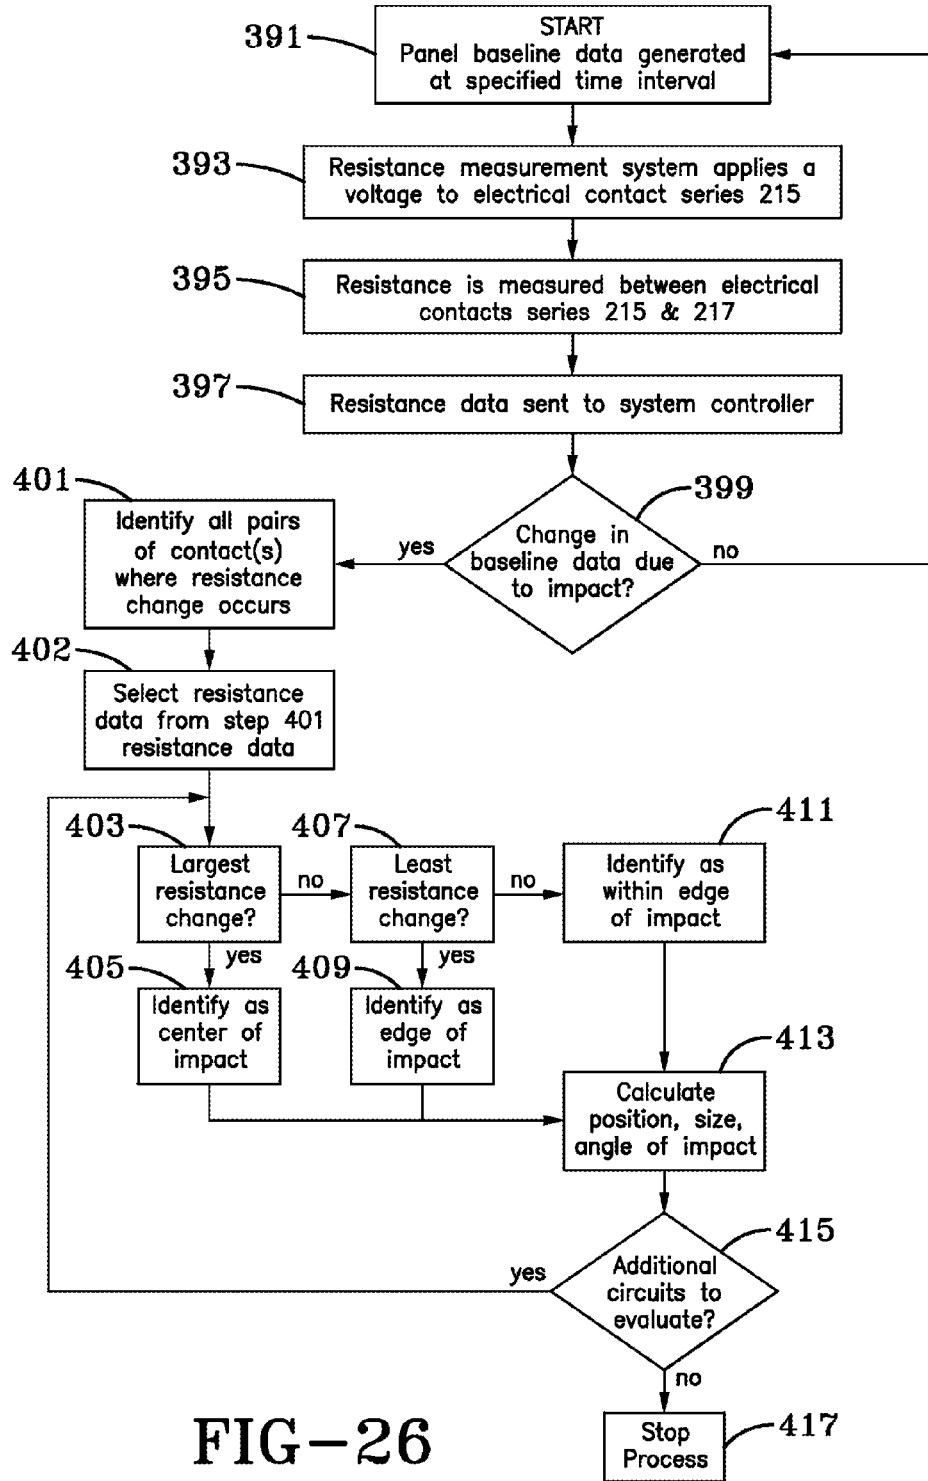 391
START
Panel baseline data generated
at specified time interval
393
Resistance measurement system applies a
voltage to electrical contact series 215
395
Resistance is measured between electrical
contacts series 215 & 217
397
Resistance data sent to system controller
399
Change in
baseline data due
to impact?
yes
no
401
Identify all pairs
of contact(s)
where resistance
change occurs
402
Select resistance
data from step 401
resistance data
403
Largest
resistance
change?
no
yes
407
Least
resistance
change?
no
yes
411
Identify as
within edge
of impact
405
Identify as
center of
impact
409
Identify as
edge of
impact
413
Calculate
position, size,
angle of impact
415
Additional
circuits to
evaluate?
yes
no
417
Stop
Process
FIG-26